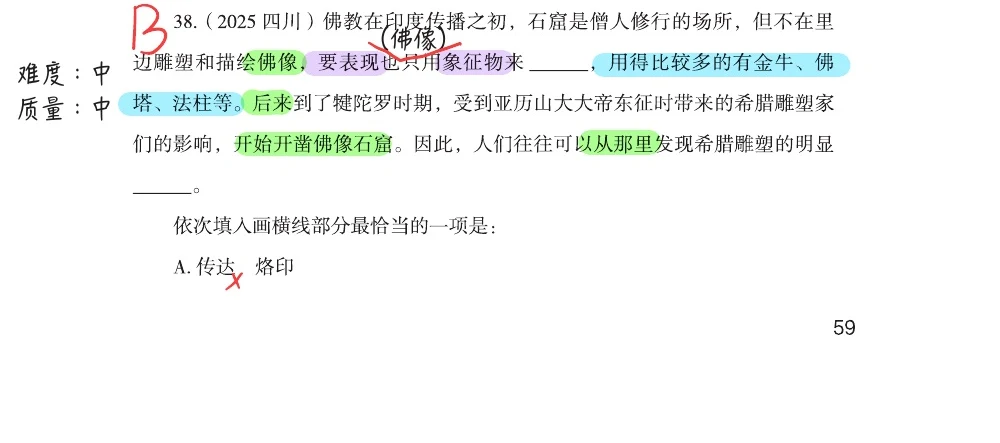 B 38.（2025 四川）佛教在印度传播之初，石窟是僧人修行的场所，但不在里
（佛像）
难度：中 边雕塑和描绘佛像，要表现也只用象征物来______，用得比较多的有金牛、佛
质量：中 塔、法柱等。后来到了犍陀罗时期，受到亚历山大大帝东征时带来的希腊雕塑家
们的影响，开始开凿佛像石窟。因此，人们往往可以从那里发现希腊雕塑的明显
______。
依次填入画横线部分最恰当的一项是：
A. 传达 x 烙印
59